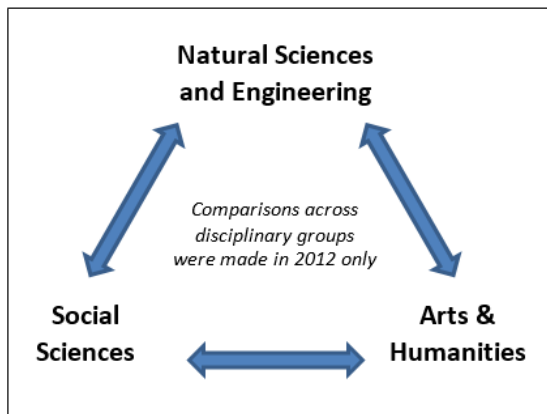 Natural Sciences
and Engineering
Comparisons across
disciplinary groups
were made in 2012 only
Social
Sciences
Arts &
Humanities